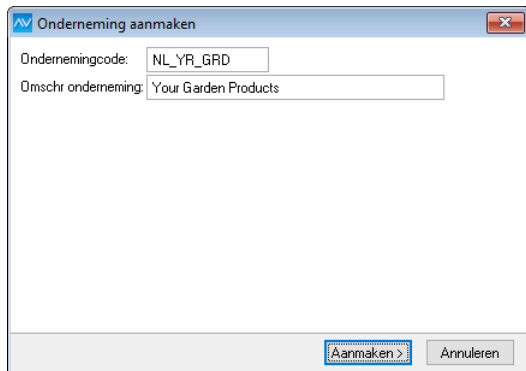 Onderneming aanmaken
Ondernemingcode: NL_YR_GRD
Omschr onderneming: Your Garden Products
Aanmaken > Annuleren